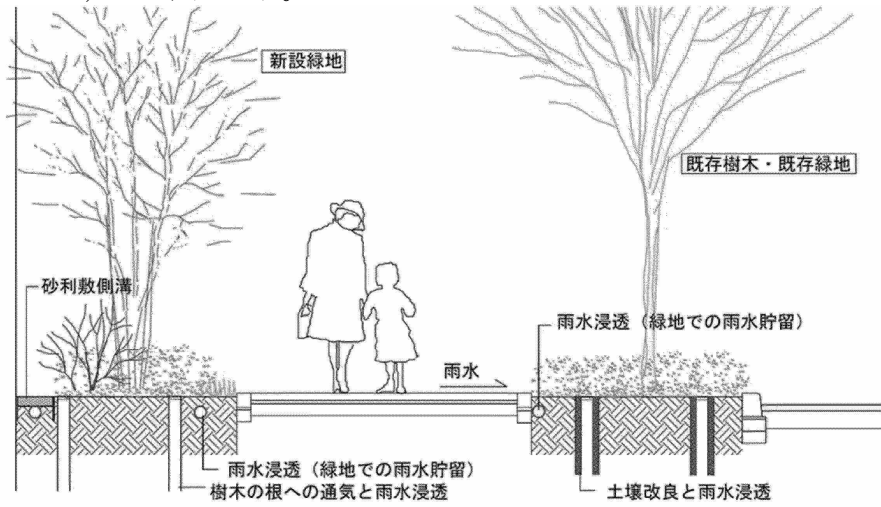 新設緑地
既存樹木・既存緑地
砂利敷側溝
雨水浸透（緑地での雨水貯留）
雨水
雨水浸透（緑地での雨水貯留）
樹木の根への通気と雨水浸透
土壌改良と雨水浸透